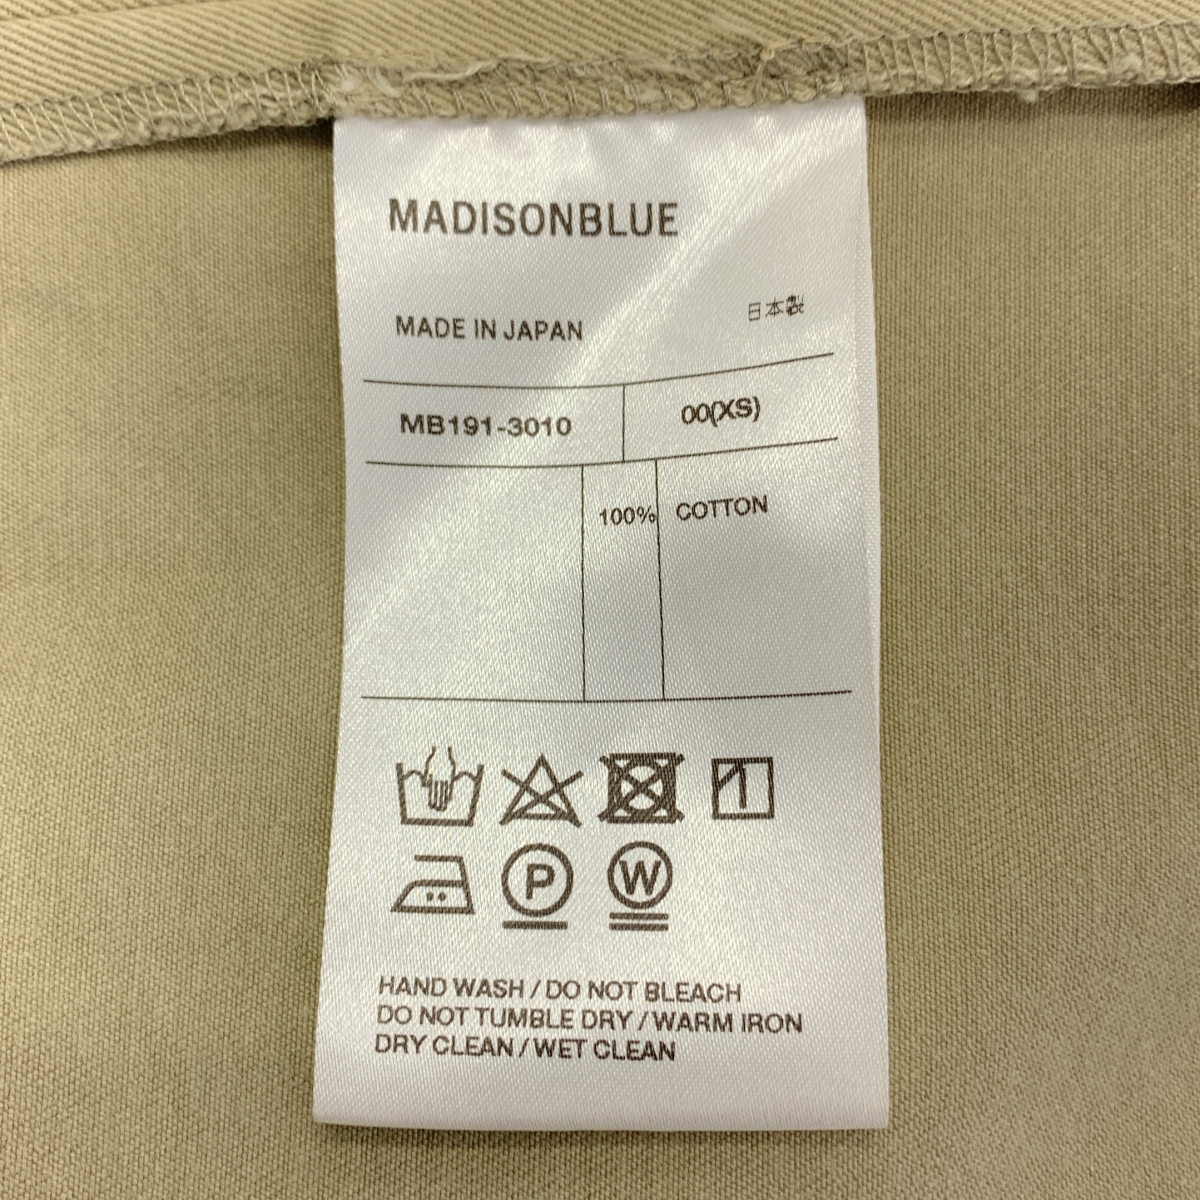 MADISONBLUE
MADE IN JAPAN 日本製
MB191-3010 00(XS)
100% COTTON
P W
HAND WASH / DO NOT BLEACH
DO NOT TUMBLE DRY / WARM IRON
DRY CLEAN / WET CLEAN